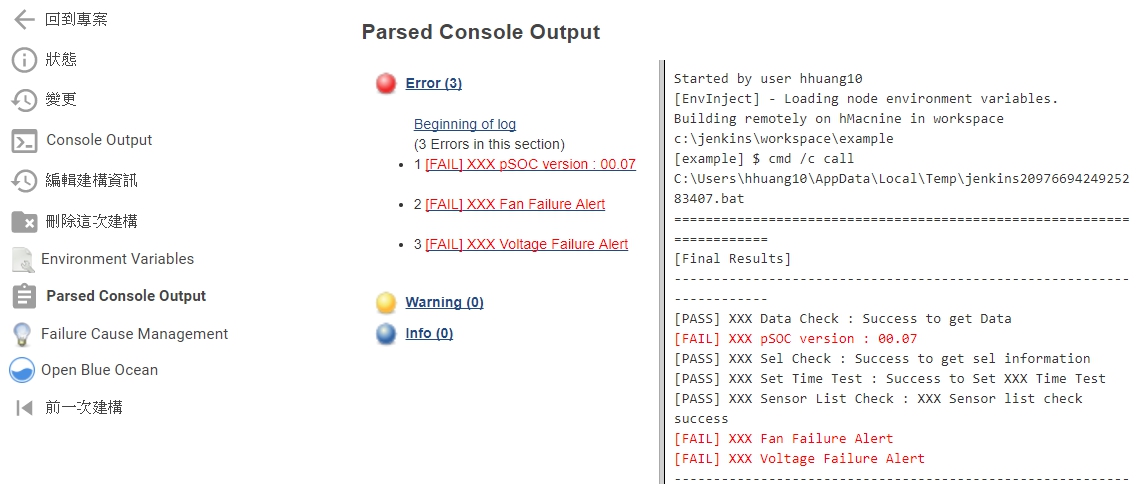 回到專案
狀態
變更
Console Output
編輯建構資訊
刪除這次建構
Environment Variables
Parsed Console Output
Failure Cause Management
Open Blue Ocean
前一次建構
Parsed Console Output
Error (3)
Beginning of log
(3 Errors in this section)
• 1 [FAIL] XXX pSOC version : 00.07
• 2 [FAIL] XXX Fan Failure Alert
• 3 [FAIL] XXX Voltage Failure Alert
Warning (0)
Info (0)
Started by user hhuang10
[EnvInject] - Loading node environment variables.
Building remotely on hMacnine in workspace
c:\jenkins\workspace\example
[example] $ cmd /c call
C:\Users\hhuang10\AppData\Local\Temp\jenkins20976694249252
83407.bat
==========================================================
============
[Final Results]
----------------------------------------------------------
------------
[PASS] XXX Data Check : Success to get Data
[FAIL] XXX pSOC version : 00.07
[PASS] XXX Sel Check : Success to get sel information
[PASS] XXX Set Time Test : Success to Set XXX Time Test
[PASS] XXX Sensor List Check : XXX Sensor list check
success
[FAIL] XXX Fan Failure Alert
[FAIL] XXX Voltage Failure Alert
----------------------------------------------------------